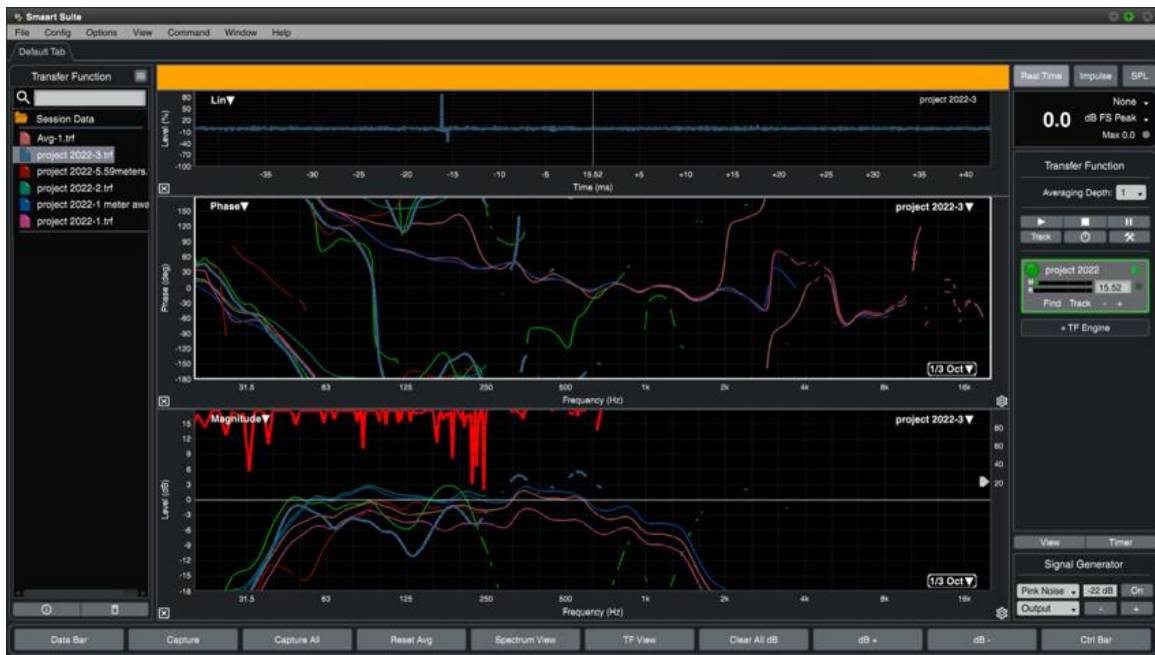 Smaart Suite
File Config Options View Command Window Help
Default Tab
Transfer Function
Session Data
Avg-1.trf
project 2022-3.trf
project 2022-5.59meters.
project 2022-2.trf
project 2022-1 meter awa
project 2022-1.trf
Lin▼
project 2022-3
Level (%)
80
50
20
-10
-40
-70
-100
-35 -30 -25 -20 -15 -10 -5 15.52 +5 +10 +15 +20 +25 +30 +35 +40
Time (ms)
Phase▼
project 2022-3▼
Phase (deg)
150
120
90
60
30
0
-30
-60
-90
-120
-150
-180
1/3 Oct▼
31.5 63 125 250 500 1k 2k 4k 8k 16k
Frequency (Hz)
Magnitude▼
project 2022-3▼
Level (dB)
15
12
9
6
3
0
-3
-6
-9
-12
-15
-18
80
60
40
20
1/3 Oct▼
31.5 63 125 250 500 1k 2k 4k 8k 16k
Frequency (Hz)
Real Time Impulse SPL
None
0.0 dB FS Peak
Max 0.0
Transfer Function
Averaging Depth: 1
Track
project 2022
M
R
15.52
Find Track - +
+ TF Engine
View Timer
Signal Generator
Pink Noise -22 dB On
Output - +
Data Bar Capture Capture All Reset Avg Spectrum View TF View Clear All dB dB + dB - Ctrl Bar